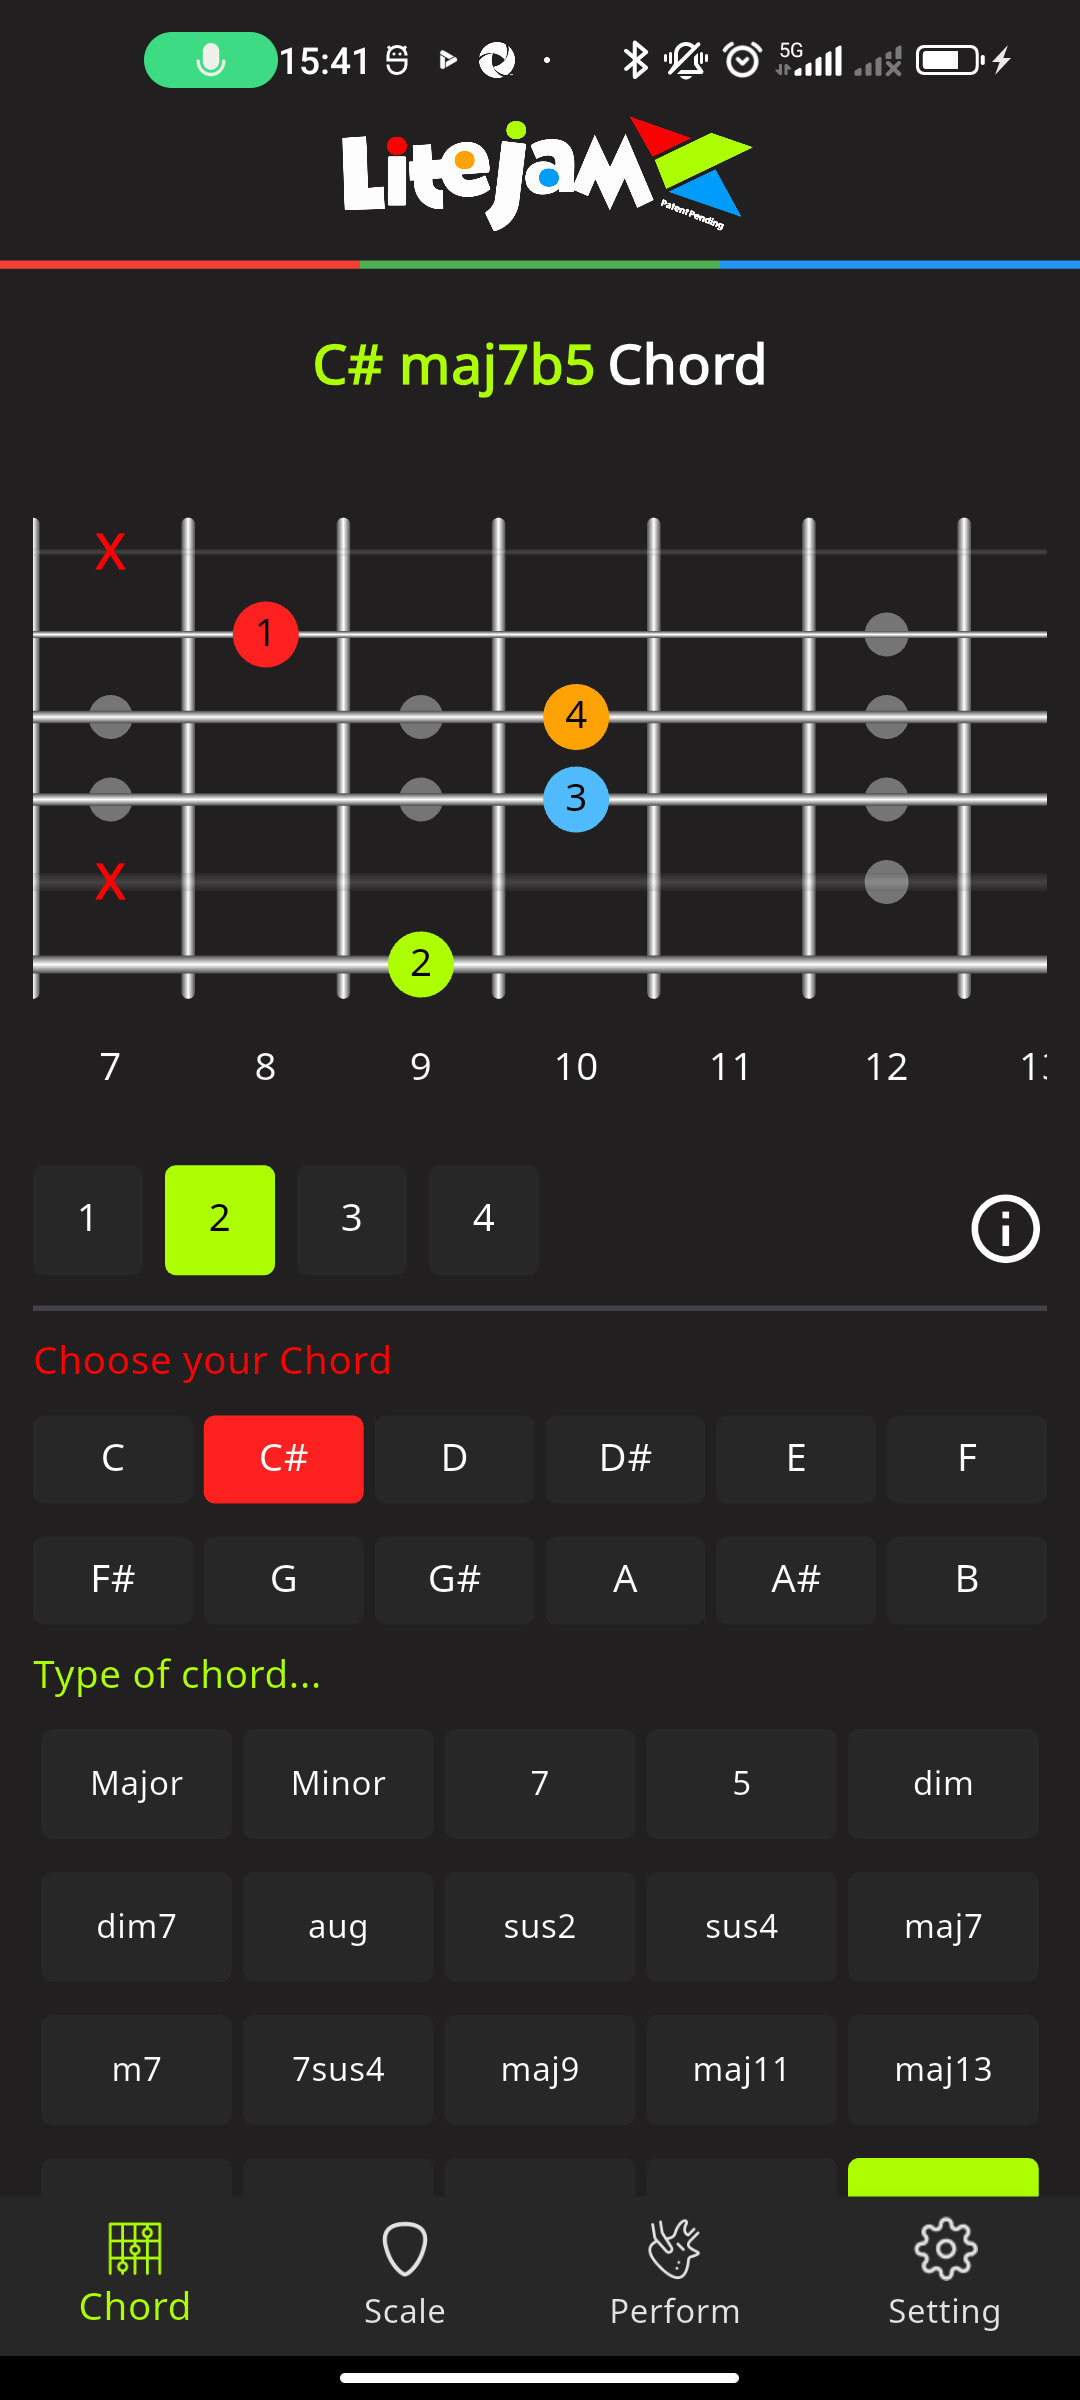 15:41 5G
Litejam
Patent Pending
C# maj7b5 Chord
X
1
4
3
X
2
7 8 9 10 11 12
1 2 3 4
Choose your Chord
C C# D D# E F
F# G G# A A# B
Type of chord...
Major Minor 7 5 dim
dim7 aug sus2 sus4 maj7
m7 7sus4 maj9 maj11 maj13
Chord Scale Perform Setting